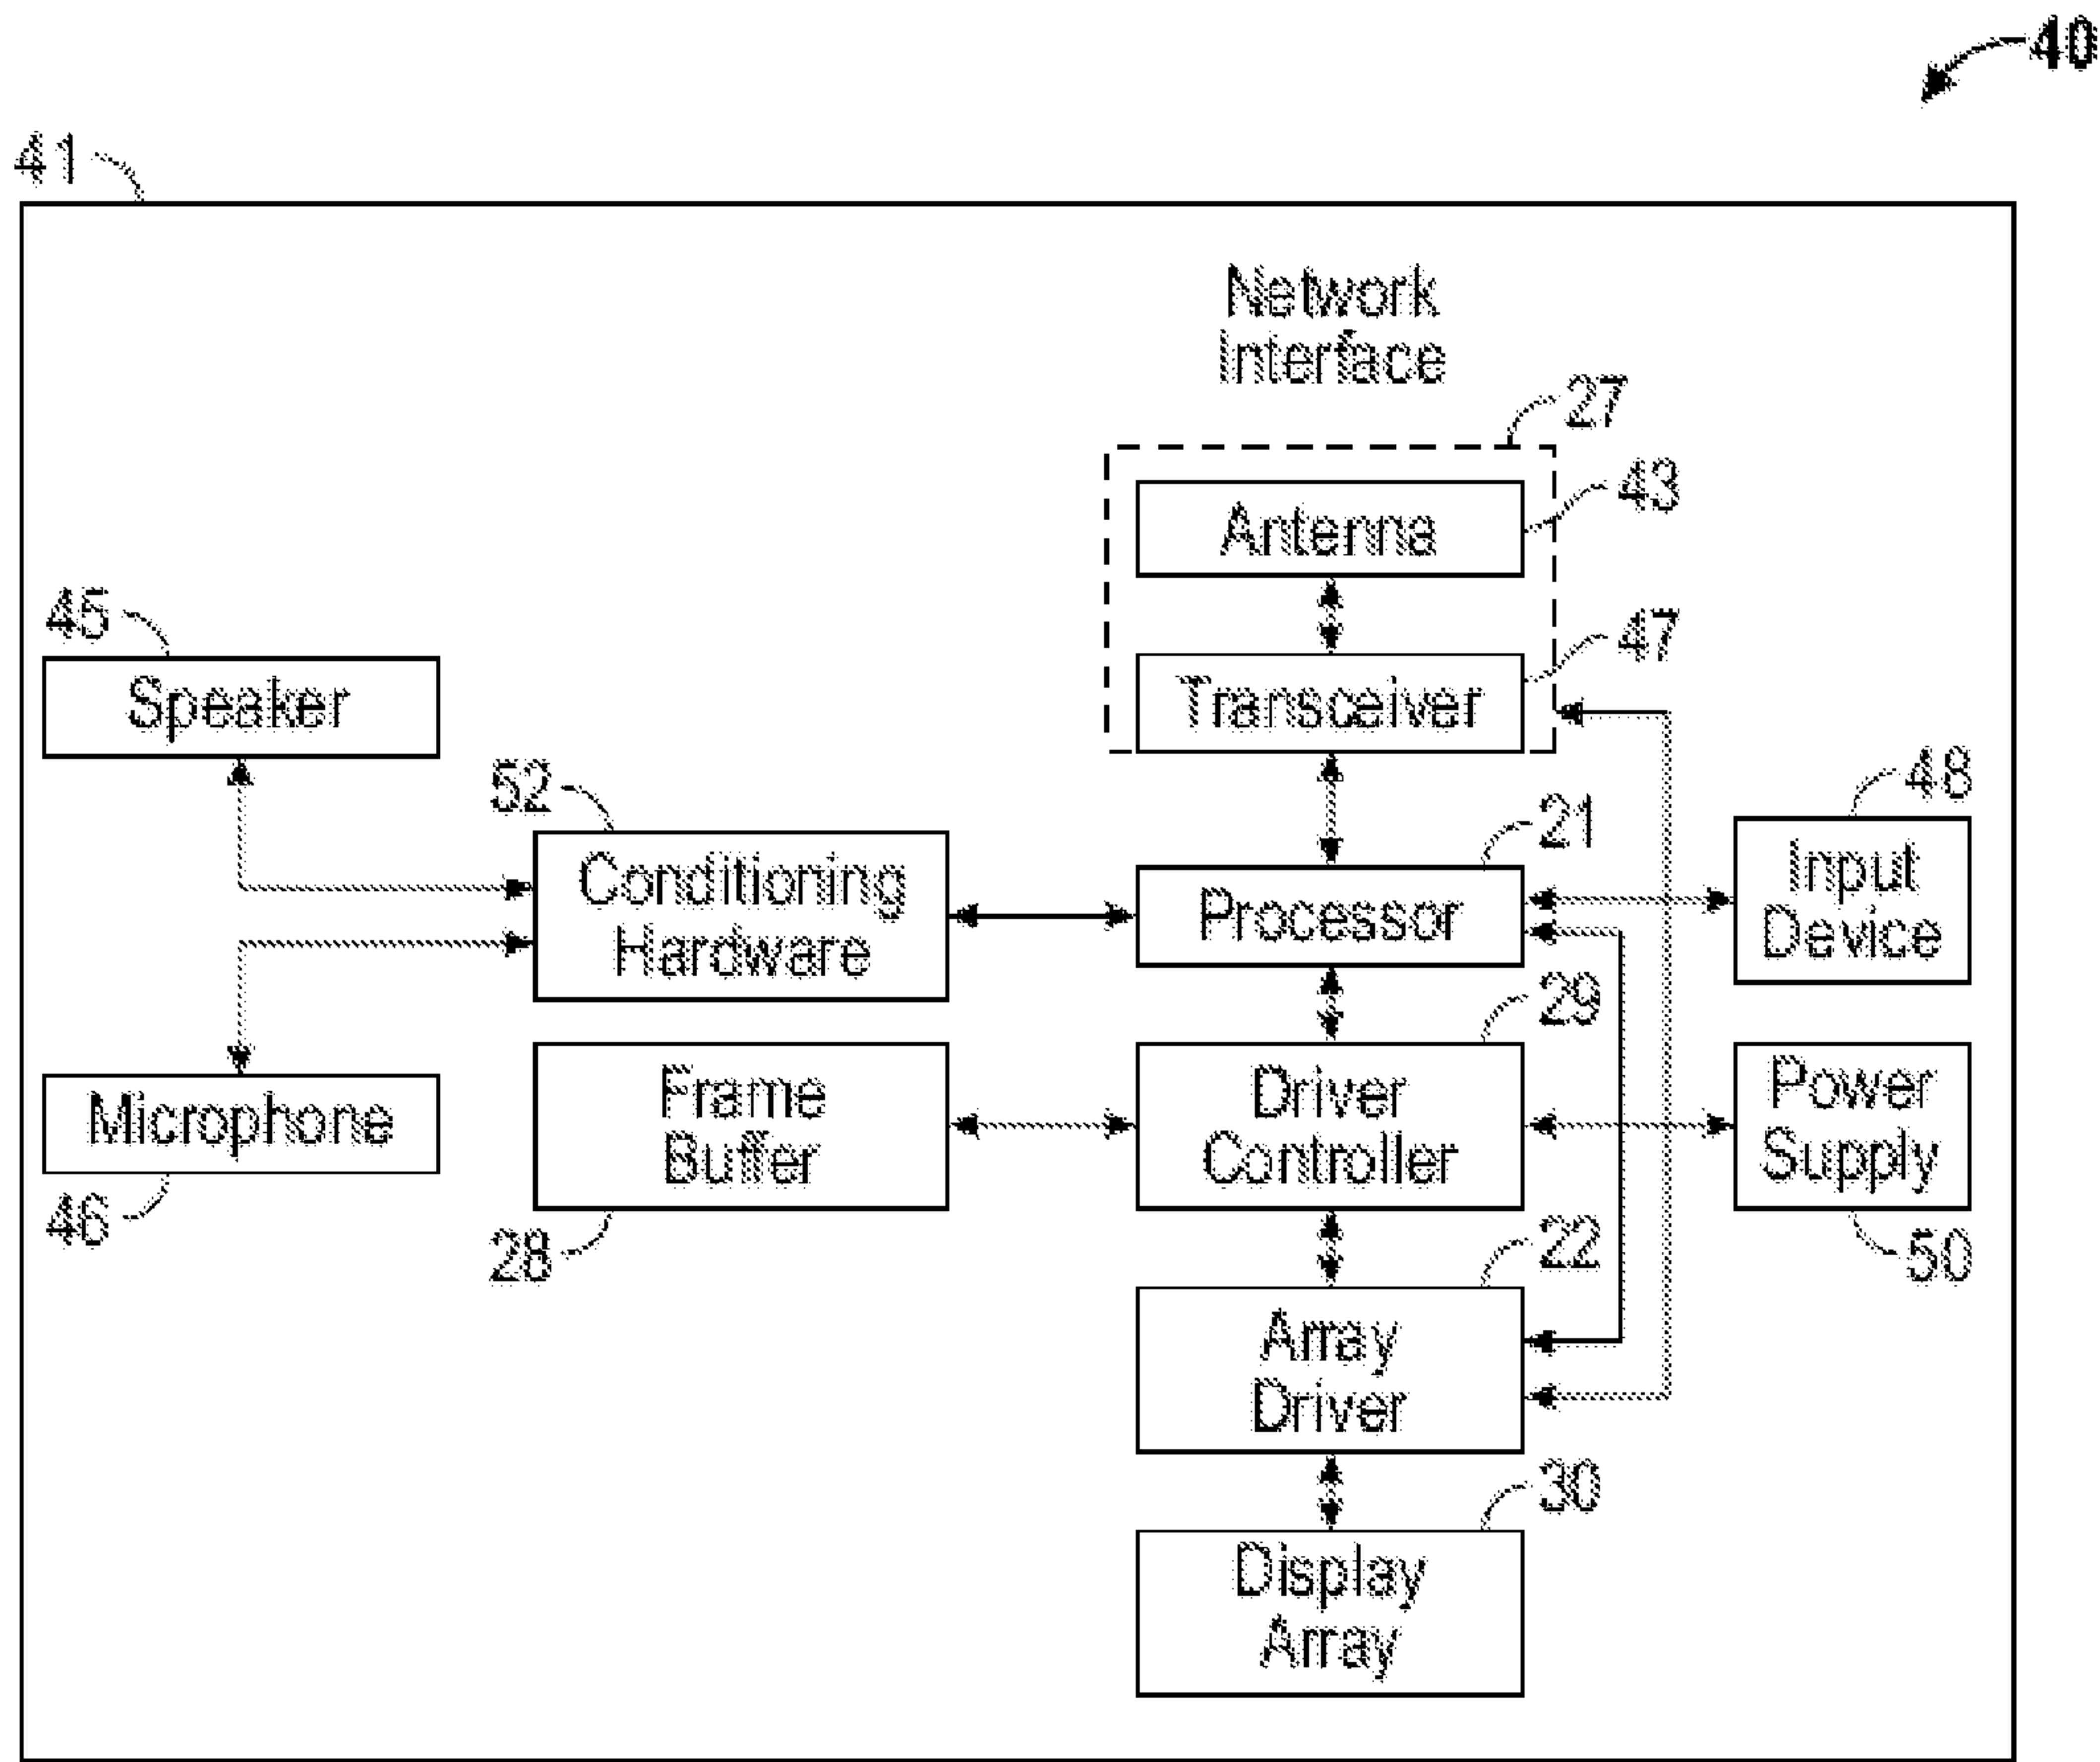 40
41
Network
Interface
27
Antenna
43
45
Speaker
47
Transceiver
52
Conditioning
Hardware
21
Processor
48
Input
Device
Microphone
46
Frame
Buffer
28
29
Driver
Controller
Power
Supply
50
22
Array
Driver
30
Display
Array